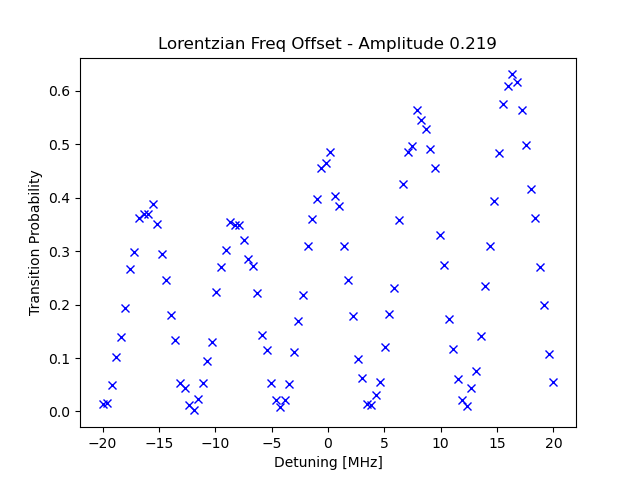 Lorentzian Freq Offset - Amplitude 0.219
Transition Probability
0.6
0.5
0.4
0.3
0.2
0.1
0.0
−20 −15 −10 −5 0 5 10 15 20
Detuning [MHz]